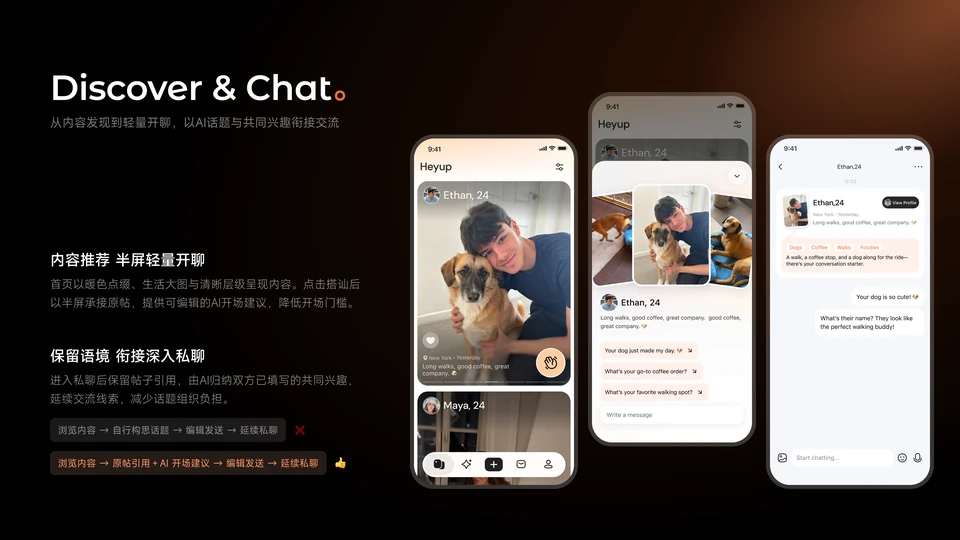 Discover & Chat
从内容发现到轻量开聊，以AI话题与共同兴趣衔接交流
内容推荐 半屏轻量开聊
首页以暖色点缀、生活大图与清晰层级呈现内容。点击搭讪后
以半屏承接原帖，提供可编辑的AI开场建议，降低开场门槛。
保留语境 衔接深入私聊
进入私聊后保留帖子引用，由AI归纳双方已填写的共同兴趣，
延续交流线索，减少话题组织负担。
浏览内容 → 自行构思话题 → 编辑发送 → 延续私聊
浏览内容 → 原帖引用 + AI 开场建议 → 编辑发送 → 延续私聊
9:41
Heyup
Ethan, 24
New York • Yesterday
Long walks, good coffee, great
company.
Maya, 24
9:41
Heyup
Ethan, 24
Ethan, 24
Long walks, good coffee, great company. good coffee,
great company.
Your dog just made my day.
What's your go-to coffee order?
What's your favorite walking spot?
Write a message
9:41
Ethan,24
Ethan,24
View Profile
New York • Yesterday
Long walks, good coffee, great company.
Dogs Coffee Walks Foodies
A walk, a coffee stop, and a dog along for the ride—
there's your conversation starter.
Your dog is so cute!
What's their name? They look like
the perfect walking buddy!
Start chatting...